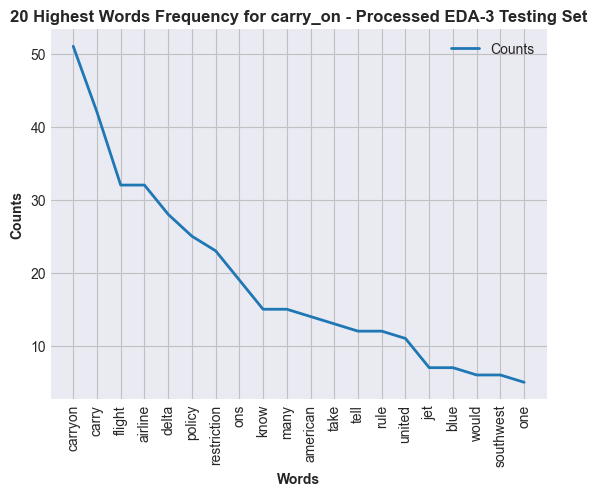 20 Highest Words Frequency for carry_on - Processed EDA-3 Testing Set
Counts
50
40
30
20
10
Counts
carryon
carry
flight
airline
delta
policy
restriction
ons
know
many
american
take
tell
rule
united
jet
blue
would
southwest
one
Words